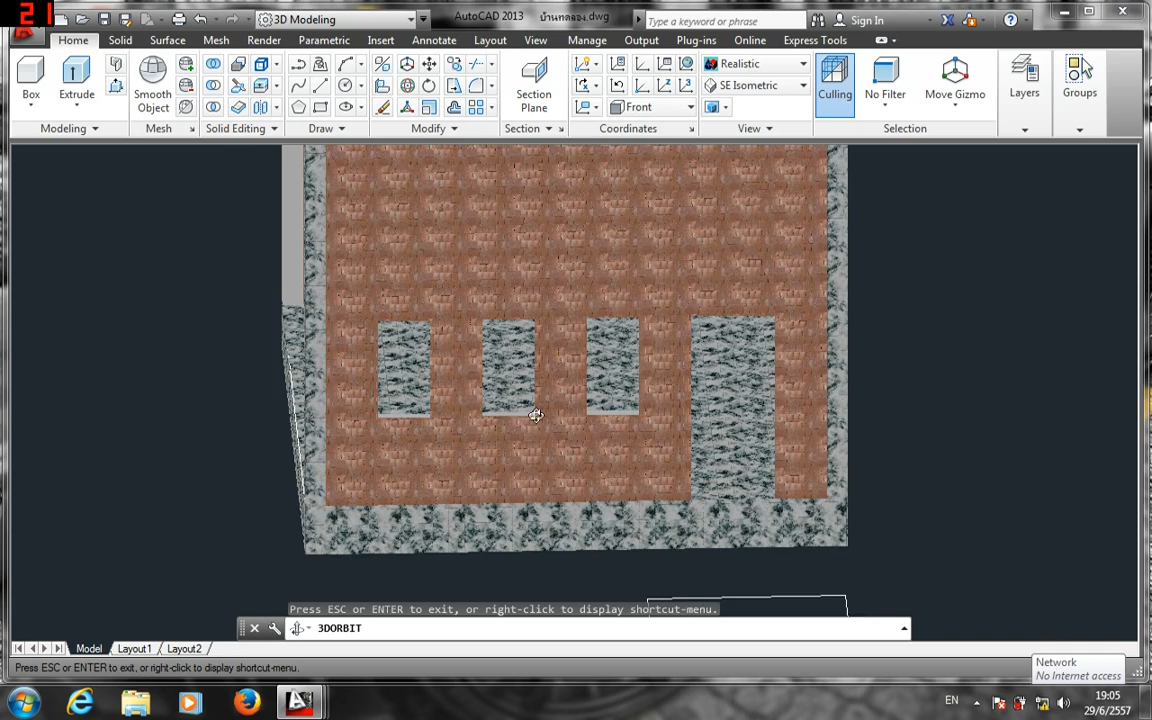 21
3D Modeling
AutoCAD 2013 บ้านทดลอง.dwg
Type a keyword or phrase
Sign In
Home Solid Surface Mesh Render Parametric Insert Annotate Layout View Manage Output Plug-ins Online Express Tools
Box
Extrude
Smooth
Object
Section
Plane
Realistic
SE Isometric
Front
Culling
No Filter
Move Gizmo
Layers
Groups
Modeling Mesh Solid Editing Draw Modify Section Coordinates View Selection
Press ESC or ENTER to exit, or right-click to display shortcut-menu.
3DORBIT
Model Layout1 Layout2
Press ESC or ENTER to exit, or right-click to display shortcut-menu.
Network
No Internet access
EN
19:05
29/6/2557